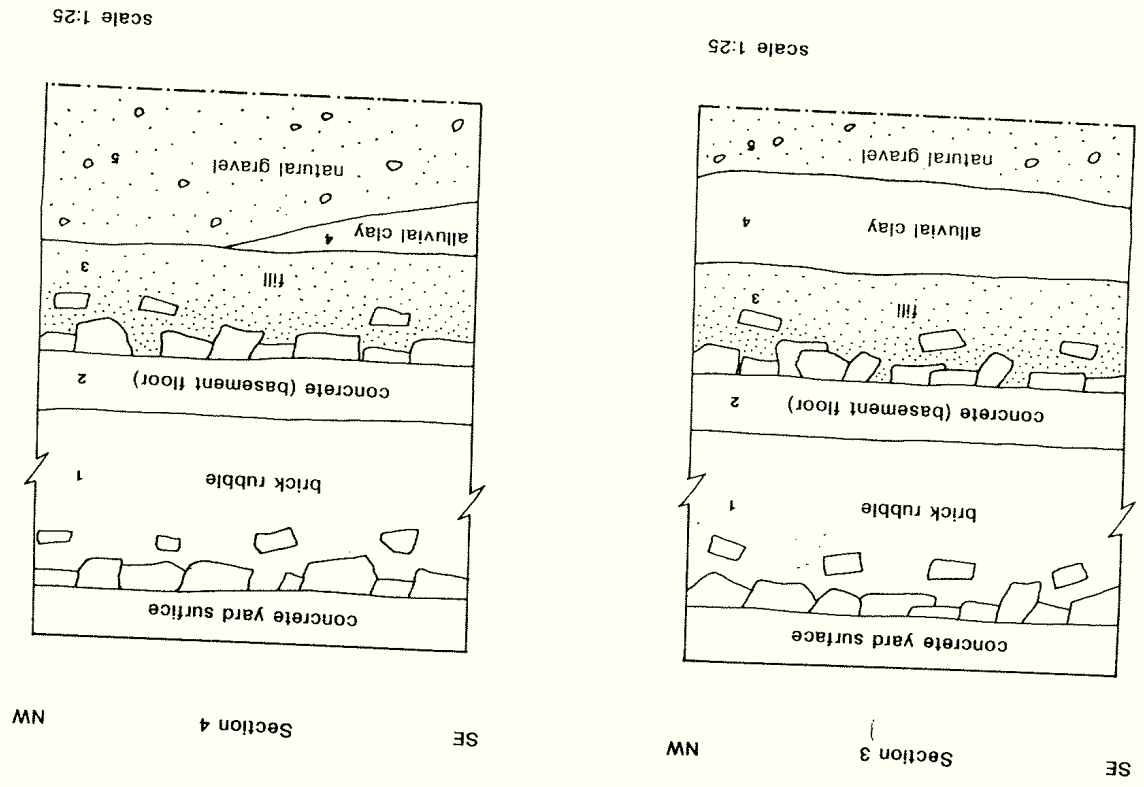 SE Section 3 NW
concrete yard surface
brick rubble 1
concrete (basement floor) 2
fill 3
alluvial clay 4
natural gravel 5
scale 1:25
SE Section 4 NW
concrete yard surfice
brick rubble 1
concrete (basement floor) 2
fill 3
alluvial clay 4
natural gravel 5
scale 1:25